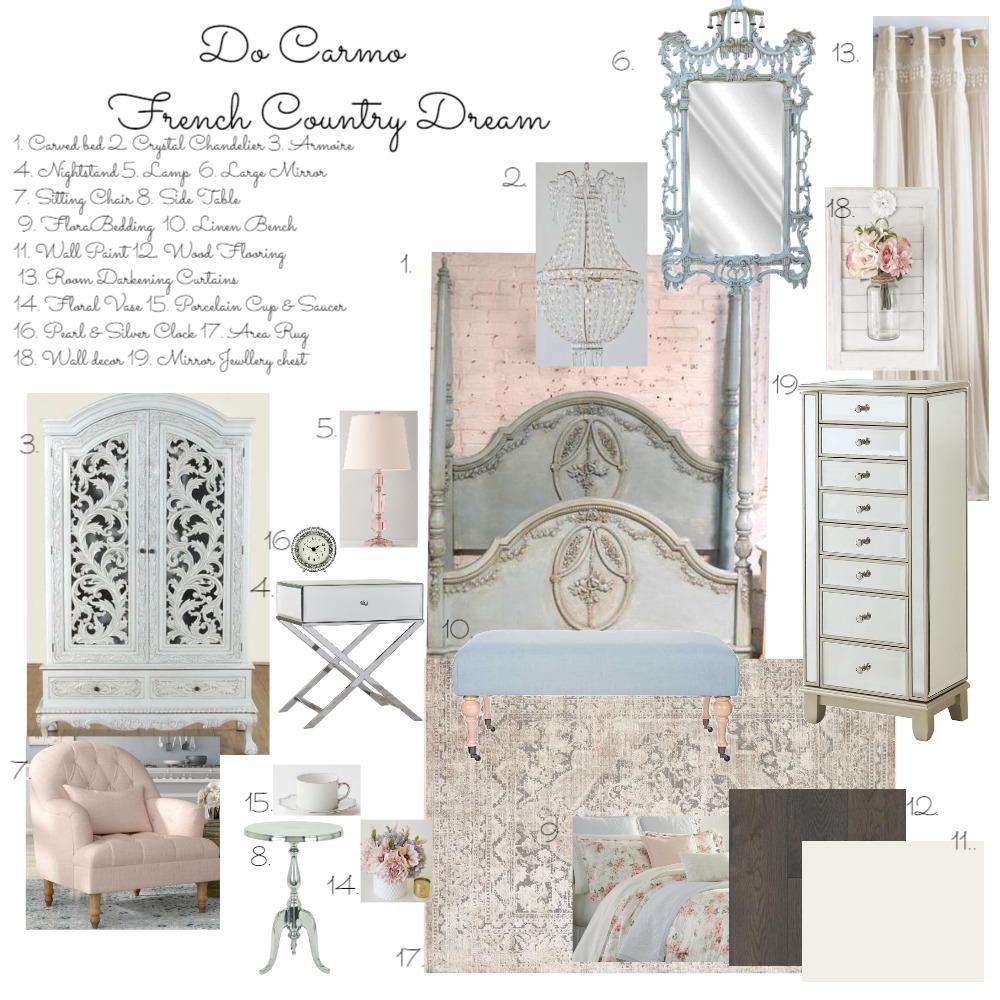 Do Carmo
French Country Dream
1. Carved bed 2. Crystal Chandelier 3. Armoire
4. Nightstand 5. Lamp 6. Large Mirror
7. Sitting Chair 8. Side Table
9. FloraBedding 10. Linen Bench
11. Wall Paint 12. Wood Flooring
13. Room Darkening Curtains
14. Floral Vase 15. Porcelain Cup & Saucer
16. Pearl & Silver Clock 17. Area Rug
18. Wall decor 19. Mirror Jewllery chest
6.
13.
2.
18.
1.
19.
3.
5.
16.
4.
10.
7.
15.
8.
14.
9.
12.
11..
17.